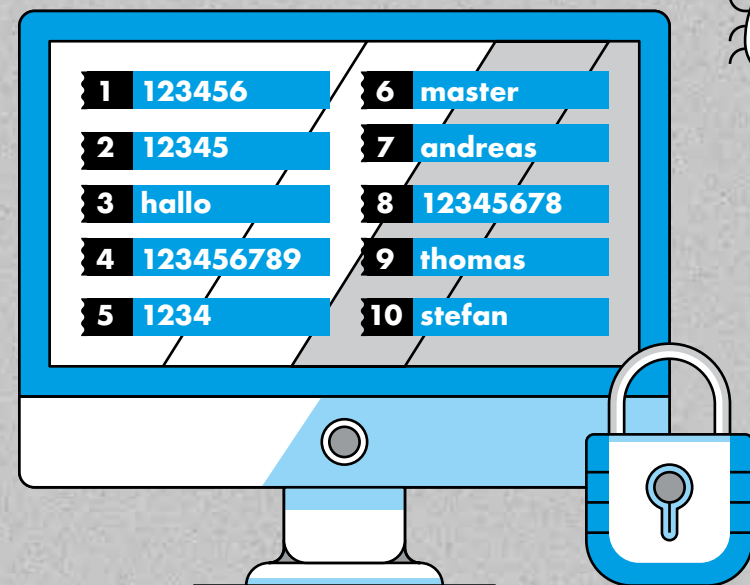 1 123456
2 12345
3 hallo
4 123456789
5 1234
6 master
7 andreas
8 12345678
9 thomas
10 stefan